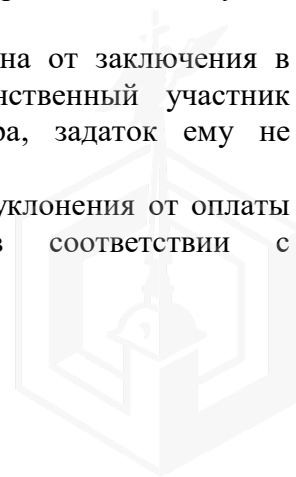 на от заключения в
нственный участник
ра, задаток ему не
уклонения от оплаты
в соответствии с